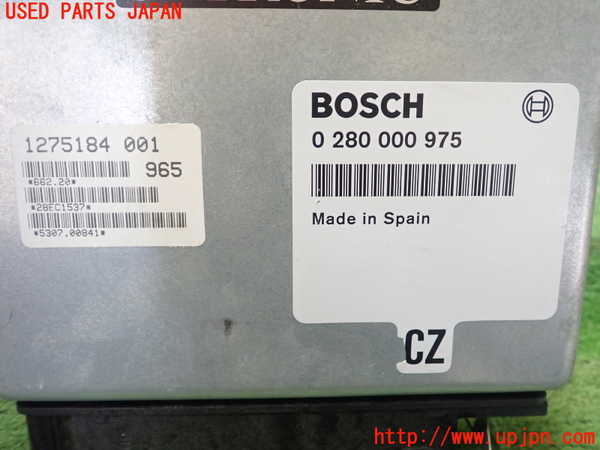 USED PARTS JAPAN
BOSCH
0 280 000 975
Made in Spain
CZ
1275184 001
965
*662.20*
*28EC1537*
*5307.00841*
http://www.upjpn.com/